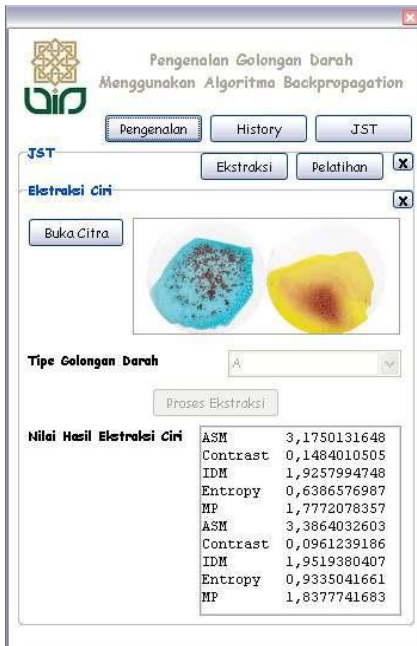 Pengenalan Golongan Darah
Menggunakan Algoritma Backpropagation
uin
Pengenalan History JST
JST
Ekstraksi Pelatihan X
Ekstraksi Ciri
X
Buka Citra
Tipe Golongan Darah A
Proses Ekstraksi
Nilai Hasil Ekstraksi Ciri
ASM 3,1750131648
Contrast 0,1484010505
IDM 1,9257994748
Entropy 0,6386576987
MP 1,7772078357
ASM 3,3864032603
Contrast 0,0961239186
IDM 1,9519380407
Entropy 0,9335041661
MP 1,8377741683